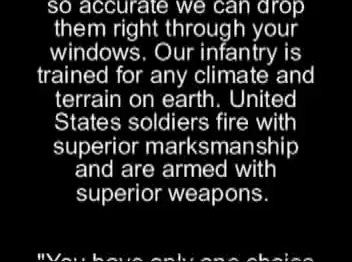 so accurate we can drop
them right through your
windows. Our infantry is
trained for any climate and
terrain on earth. United
States soldiers fire with
superior marksmanship
and are armed with
superior weapons.
"You have only one choice